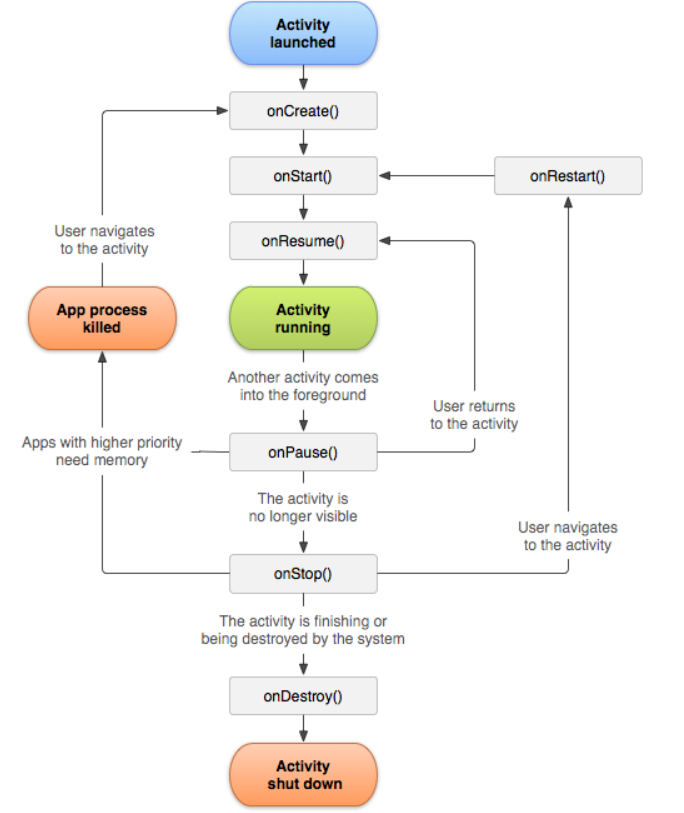 Activity
launched
onCreate()
onStart()
onRestart()
User navigates
to the activity
onResume()
App process
killed
Activity
running
Another activity comes
into the foreground
User returns
to the activity
Apps with higher priority
need memory
onPause()
The activity is
no longer visible
User navigates
to the activity
onStop()
The activity is finishing or
being destroyed by the system
onDestroy()
Activity
shut down